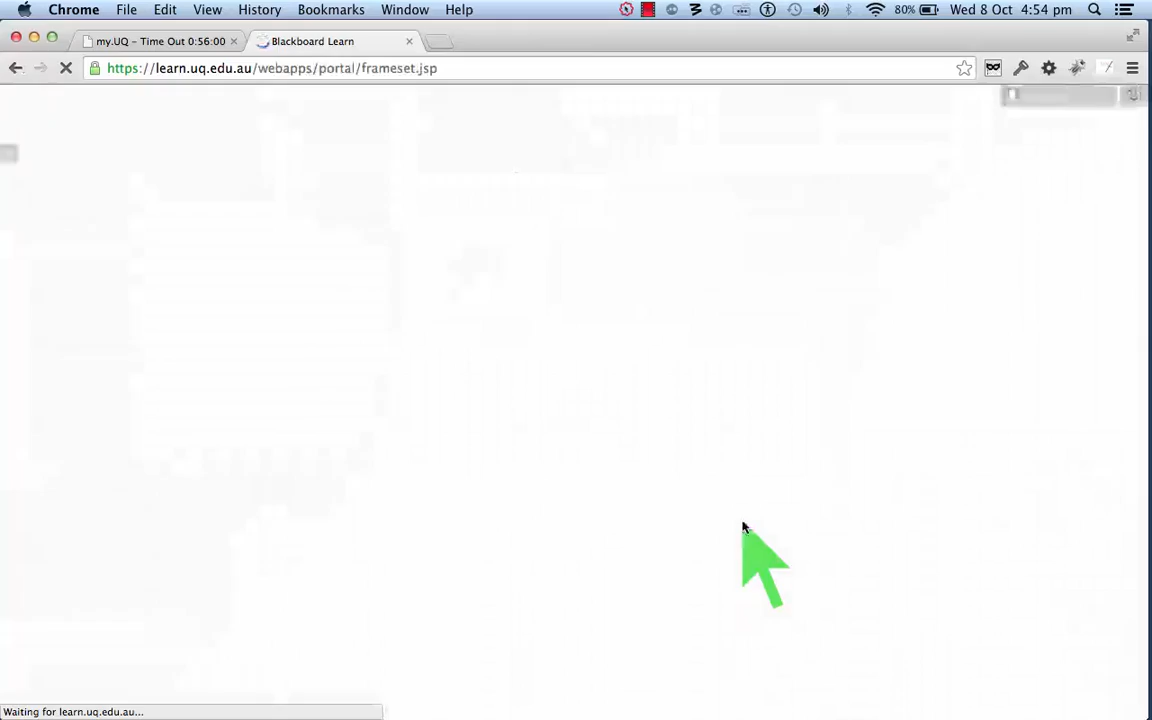 Chrome File Edit View History Bookmarks Window Help 80% Wed 8 Oct 4:54 pm
my.UQ - Time Out 0:56:00 Blackboard Learn
https://learn.uq.edu.au/webapps/portal/frameset.jsp
Waiting for learn.uq.edu.au...